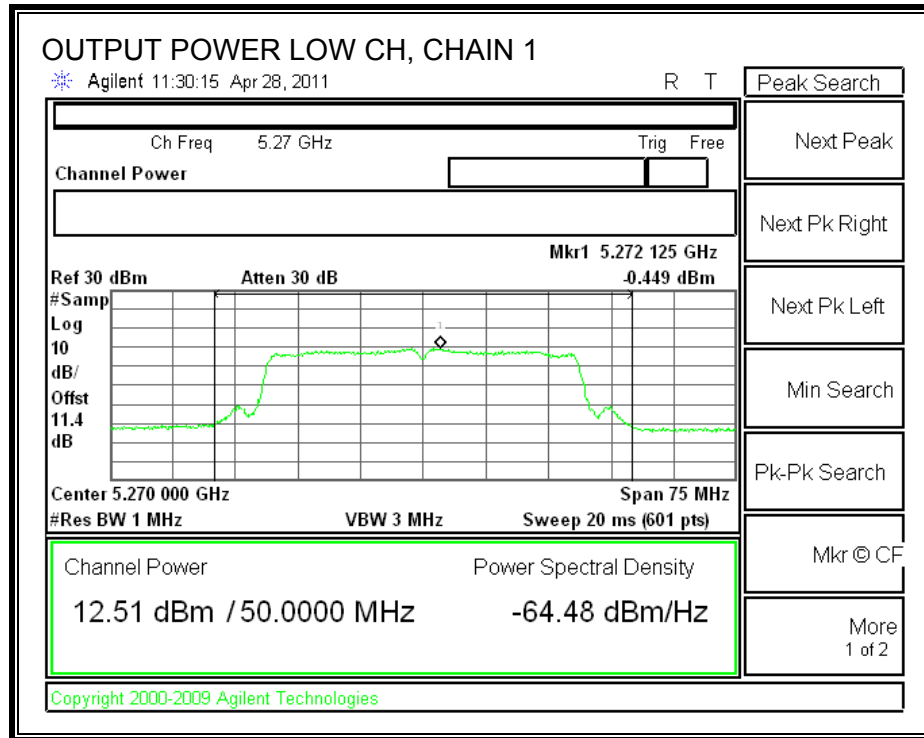 OUTPUT POWER LOW CH, CHAIN 1
Agilent 11:30:15 Apr 28, 2011 R T
Peak Search
Ch Freq 5.27 GHz Trig Free
Next Peak
Channel Power
Next Pk Right
Mkr1 5.272 125 GHz
Ref 30 dBm Atten 30 dB -0.449 dBm
#Samp
Log
10
dB/
Offst
11.4
dB
1
Next Pk Left
Min Search
Pk-Pk Search
Center 5.270 000 GHz Span 75 MHz
#Res BW 1 MHz VBW 3 MHz Sweep 20 ms (601 pts)
Mkr © CF
Channel Power Power Spectral Density
12.51 dBm / 50.0000 MHz -64.48 dBm/Hz
More
1 of 2
Copyright 2000-2009 Agilent Technologies